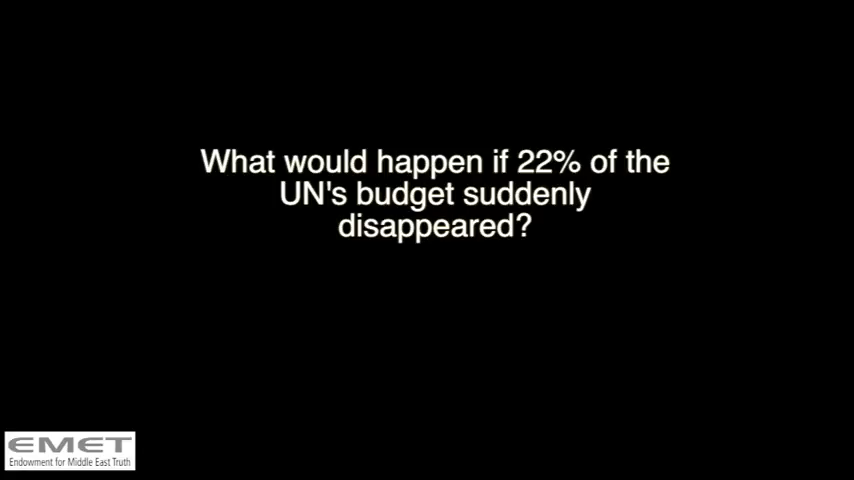 What would happen if 22% of the
UN's budget suddenly
disappeared?
EMET
Endowment for Middle East Truth